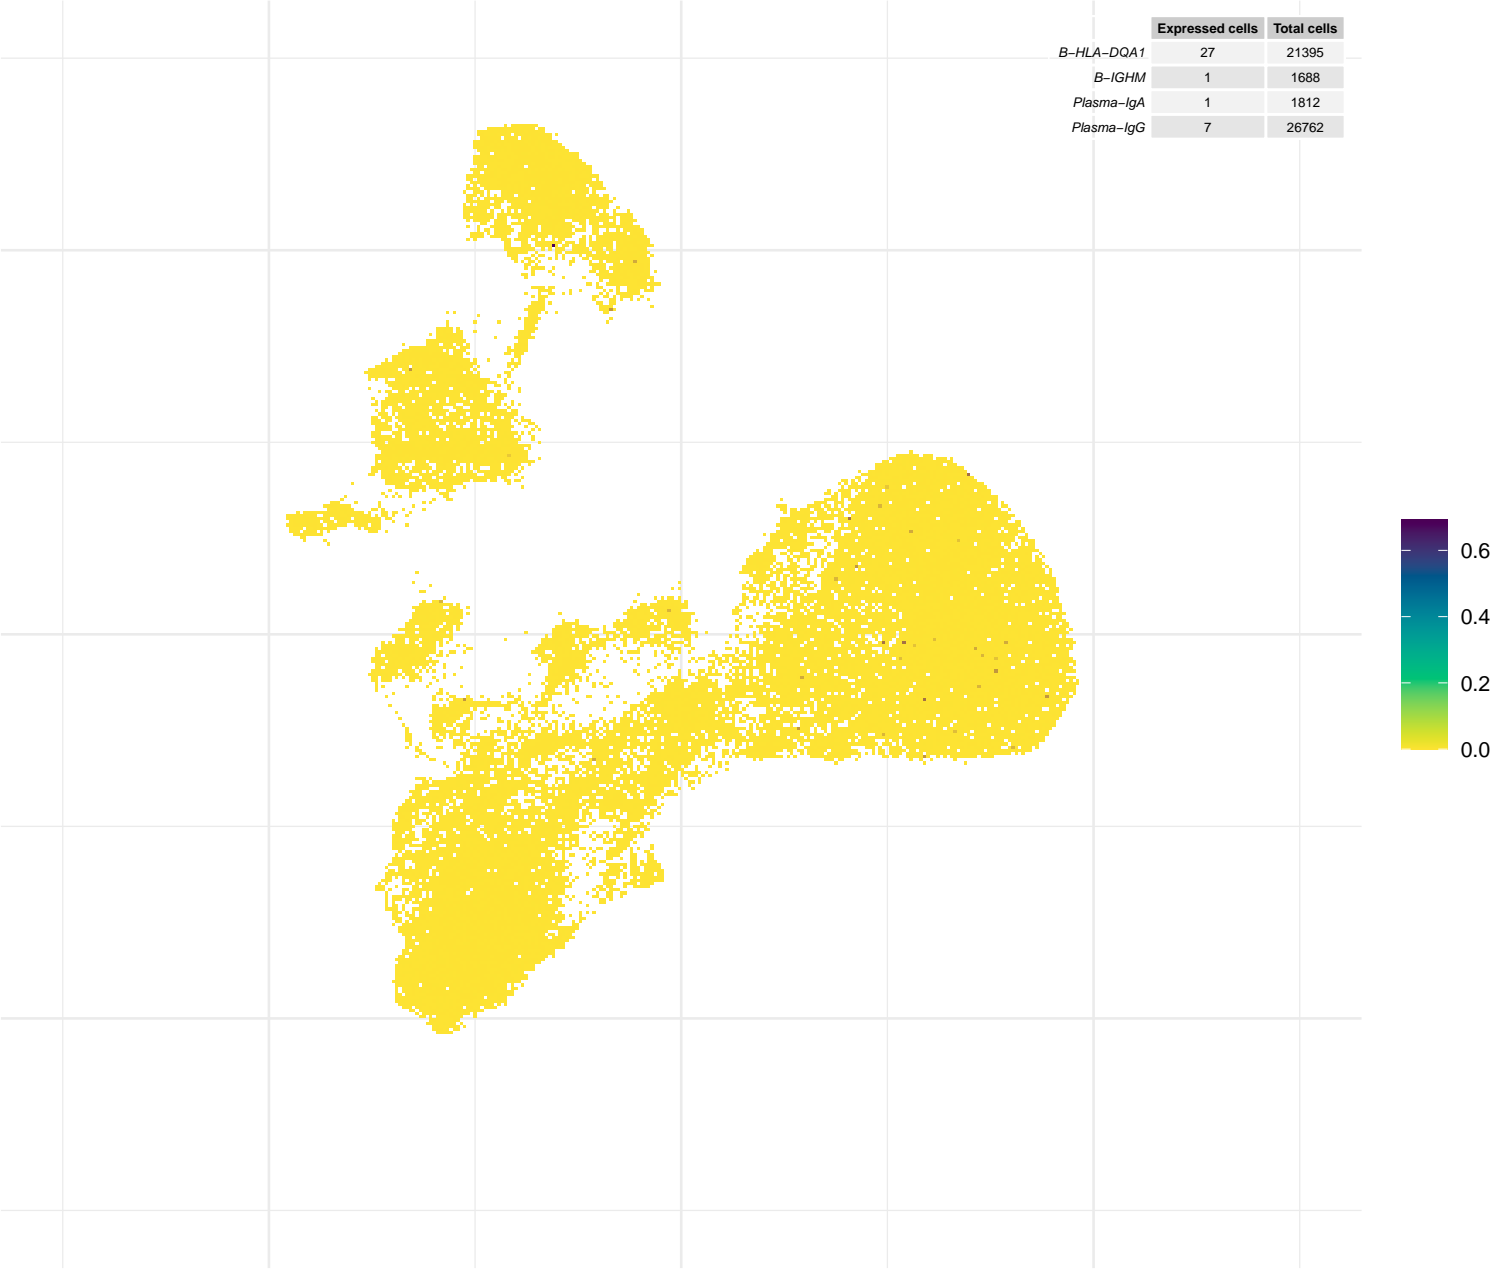 Expressed cells Total cells
B−HLA−DQA1 27 21395
B−IGHM 1 1688
Plasma−IgA 1 1812
Plasma−IgG 7 26762
0.6
0.4
0.2
0.0